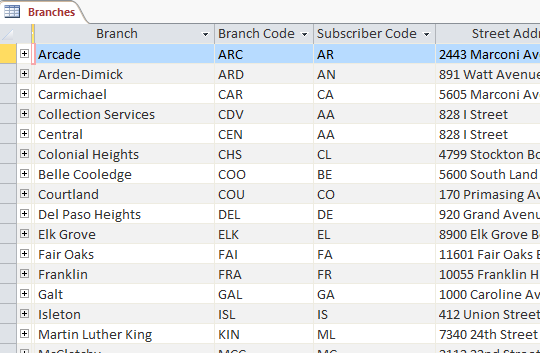 Branches
Branch Branch Code Subscriber Code Street Addr
Arcade ARC AR 2443 Marconi Av
Arden-Dimick ARD AN 891 Watt Avenue
Carmichael CAR CA 5605 Marconi Av
Collection Services CDV AA 828 I Street
Central CEN AA 828 I Street
Colonial Heights CHS CL 4799 Stockton Bo
Belle Cooledge COO BE 5600 South Land
Courtland COU CO 170 Primasing Av
Del Paso Heights DEL DE 920 Grand Avenu
Elk Grove ELK EL 8900 Elk Grove B
Fair Oaks FAI FA 11601 Fair Oaks B
Franklin FRA FR 10055 Franklin H
Galt GAL GA 1000 Caroline Av
Isleton ISL IS 412 Union Street
Martin Luther King KIN ML 7340 24th Street